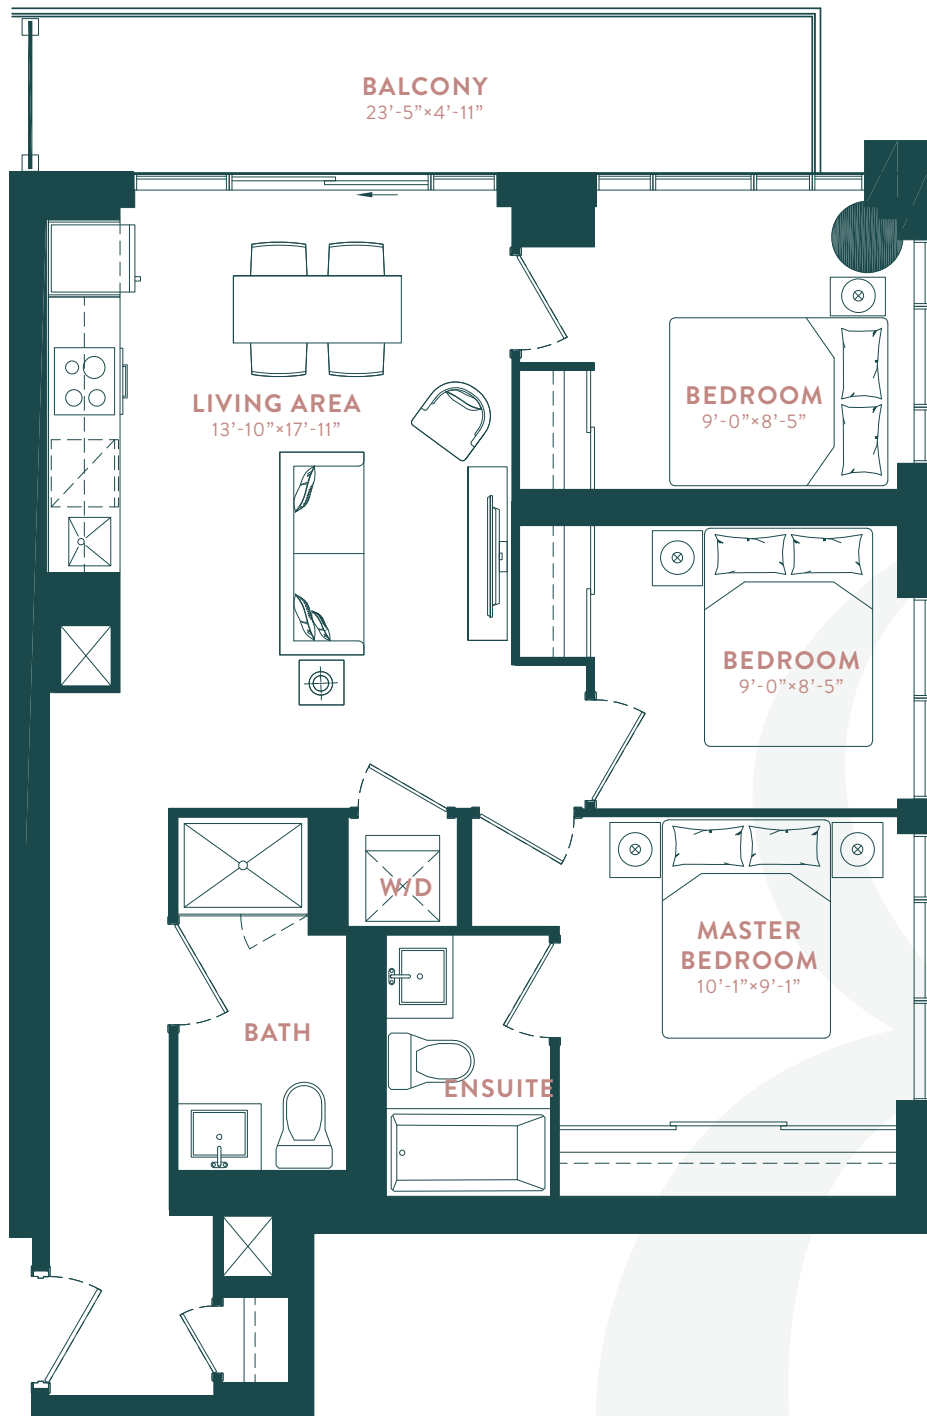 BALCONY
23’-5”×4’-11”
LIVING AREA
13’-10”×17’-11”
BEDROOM
9’-0”×8’-5”
BEDROOM
9’-0”×8’-5”
W/D
MASTER
BEDROOM
10’-1”×9’-1”
BATH
ENSUITE